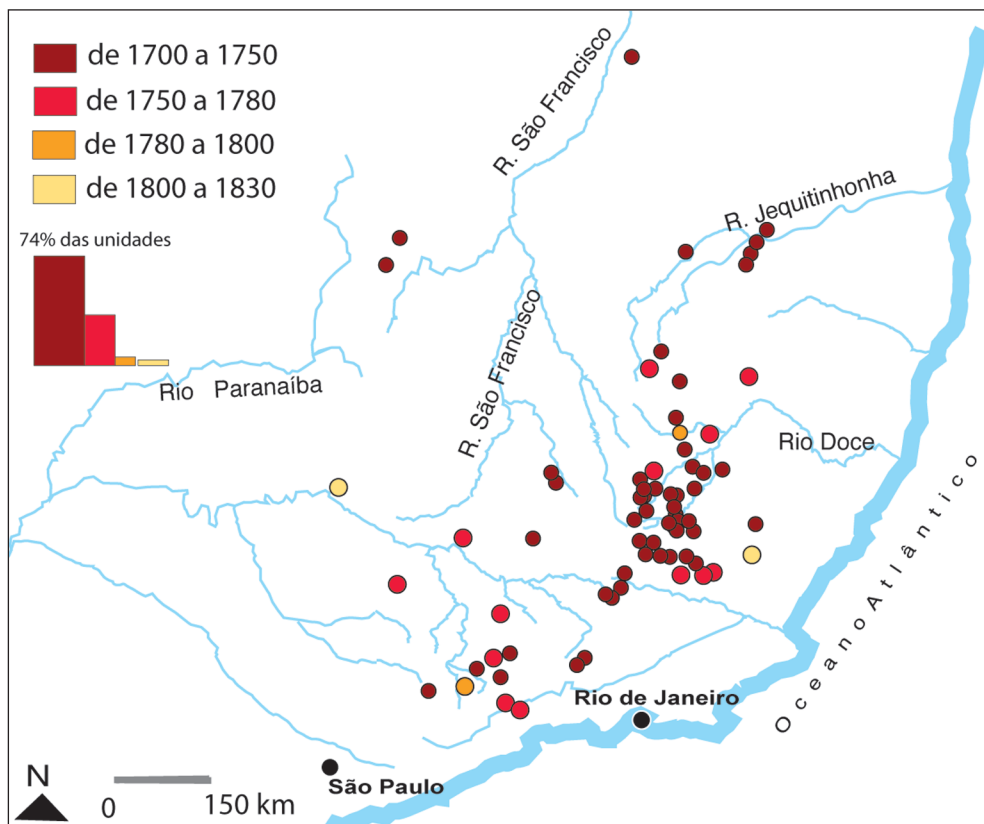 de 1700 a 1750
de 1750 a 1780
de 1780 a 1800
de 1800 a 1830
74% das unidades
R. São Francisco
R. Jequitinhonha
R. São Francisco
Rio Paranaíba
Rio Doce
Oceano Atlântico
Rio de Janeiro
São Paulo
N
0 150 km